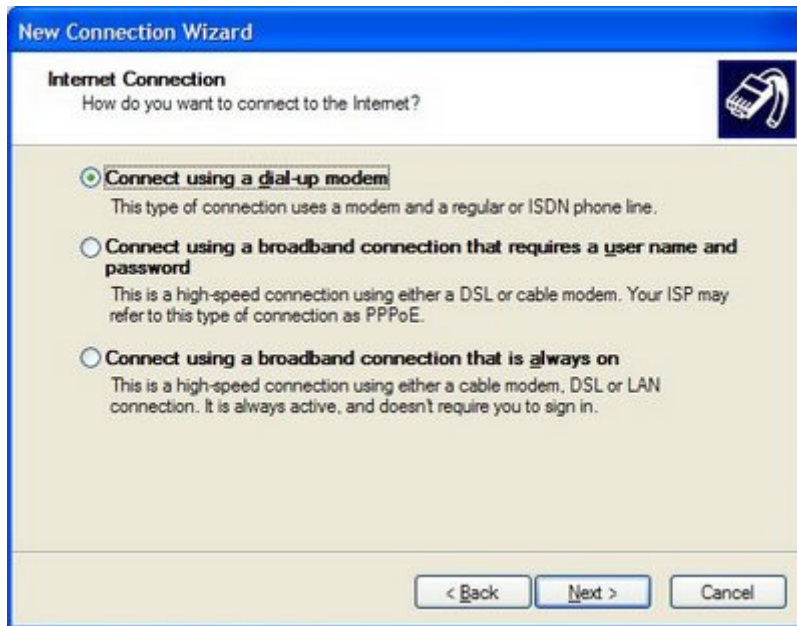 New Connection Wizard
Internet Connection
How do you want to connect to the Internet?
Connect using a dial-up modem
This type of connection uses a modem and a regular or ISDN phone line.
Connect using a broadband connection that requires a user name and
password
This is a high-speed connection using either a DSL or cable modem. Your ISP may
refer to this type of connection as PPPoE.
Connect using a broadband connection that is always on
This is a high-speed connection using either a cable modem, DSL or LAN
connection. It is always active, and doesn't require you to sign in.
< Back Next > Cancel